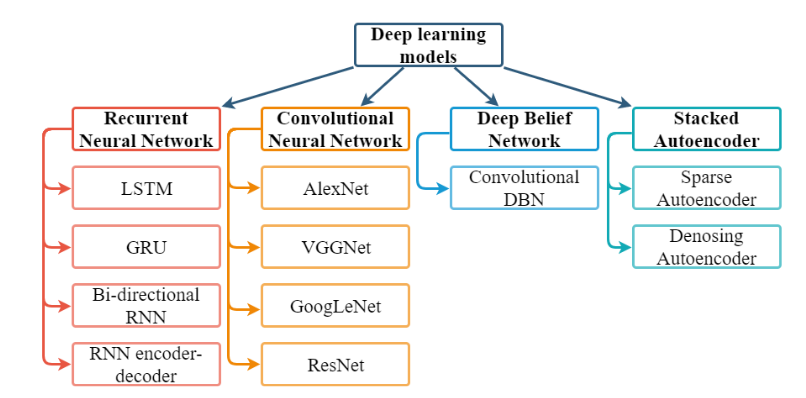 Deep learning
models
Recurrent
Neural Network
LSTM
GRU
Bi-directional
RNN
RNN encoder-
decoder
Convolutional
Neural Network
AlexNet
VGGNet
GoogLeNet
ResNet
Deep Belief
Network
Convolutional
DBN
Stacked
Autoencoder
Sparse
Autoencoder
Denosing
Autoencoder